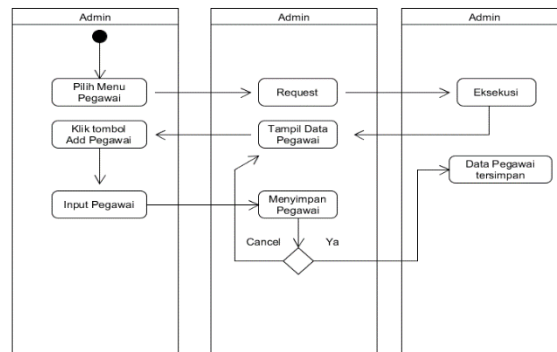 Admin
Admin
Admin
Pilih Menu
Pegawai
Request
Eksekusi
Klik tombol
Add Pegawai
Tampil Data
Pegawai
Data Pegawai
tersimpan
Input Pegawai
Menyimpan
Pegawai
Cancel
Ya